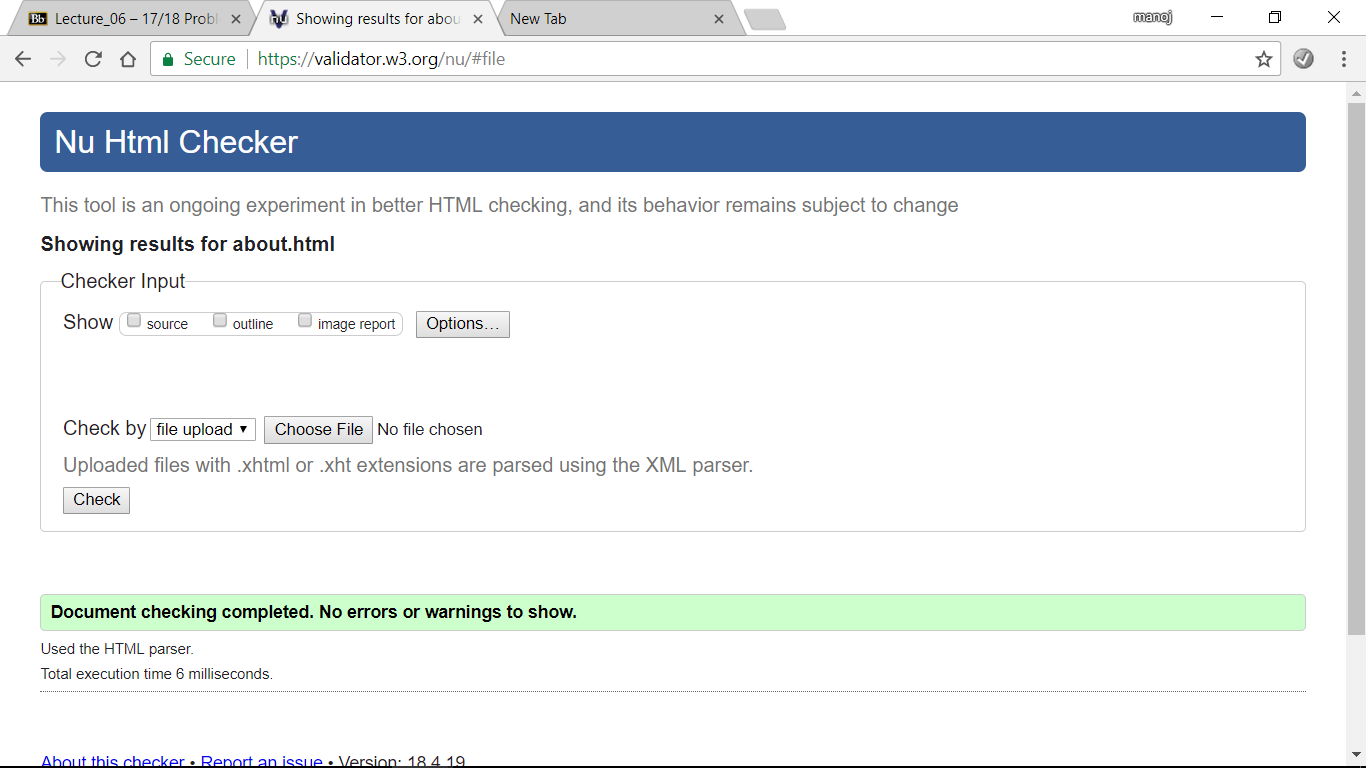 Bb Lecture_06 – 17/18 Probl
Showing results for abou
New Tab
manoj
Secure https://validator.w3.org/nu/#file
Nu Html Checker
This tool is an ongoing experiment in better HTML checking, and its behavior remains subject to change
Showing results for about.html
Checker Input
Show source outline image report Options...
Check by file upload Choose File No file chosen
Uploaded files with .xhtml or .xht extensions are parsed using the XML parser.
Check
Document checking completed. No errors or warnings to show.
Used the HTML parser.
Total execution time 6 milliseconds.
About this checker • Report an issue • Version: 18.4.19